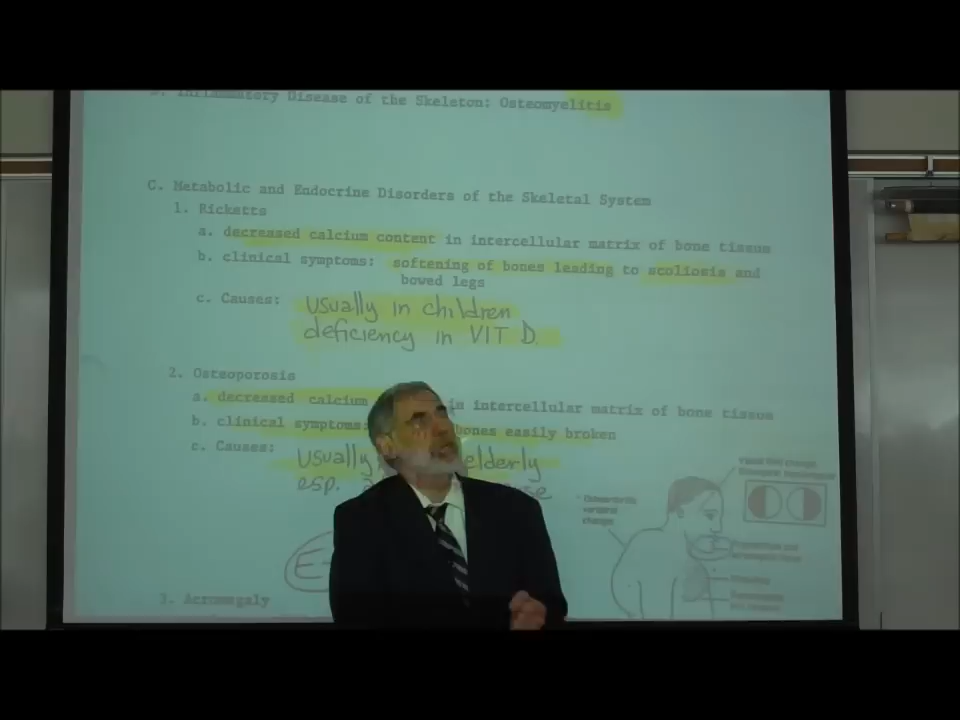 Inflammatory Disease of the Skeleton: Osteomyelitis
C. Metabolic and Endocrine Disorders of the Skeletal System
1. Ricketts
a. decreased calcium content in intercellular matrix of bone tissue
b. clinical symptoms: softening of bones leading to scoliosis and
bowed legs
c. Causes: usually in children
deficiency in VIT D.
2. Osteoporosis
a. decreased calcium in intercellular matrix of bone tissue
b. clinical symptoms: bones easily broken
c. Causes: usually elderly
esp.
E
Osteoarthritic
vertebral
change
3. Acromegaly